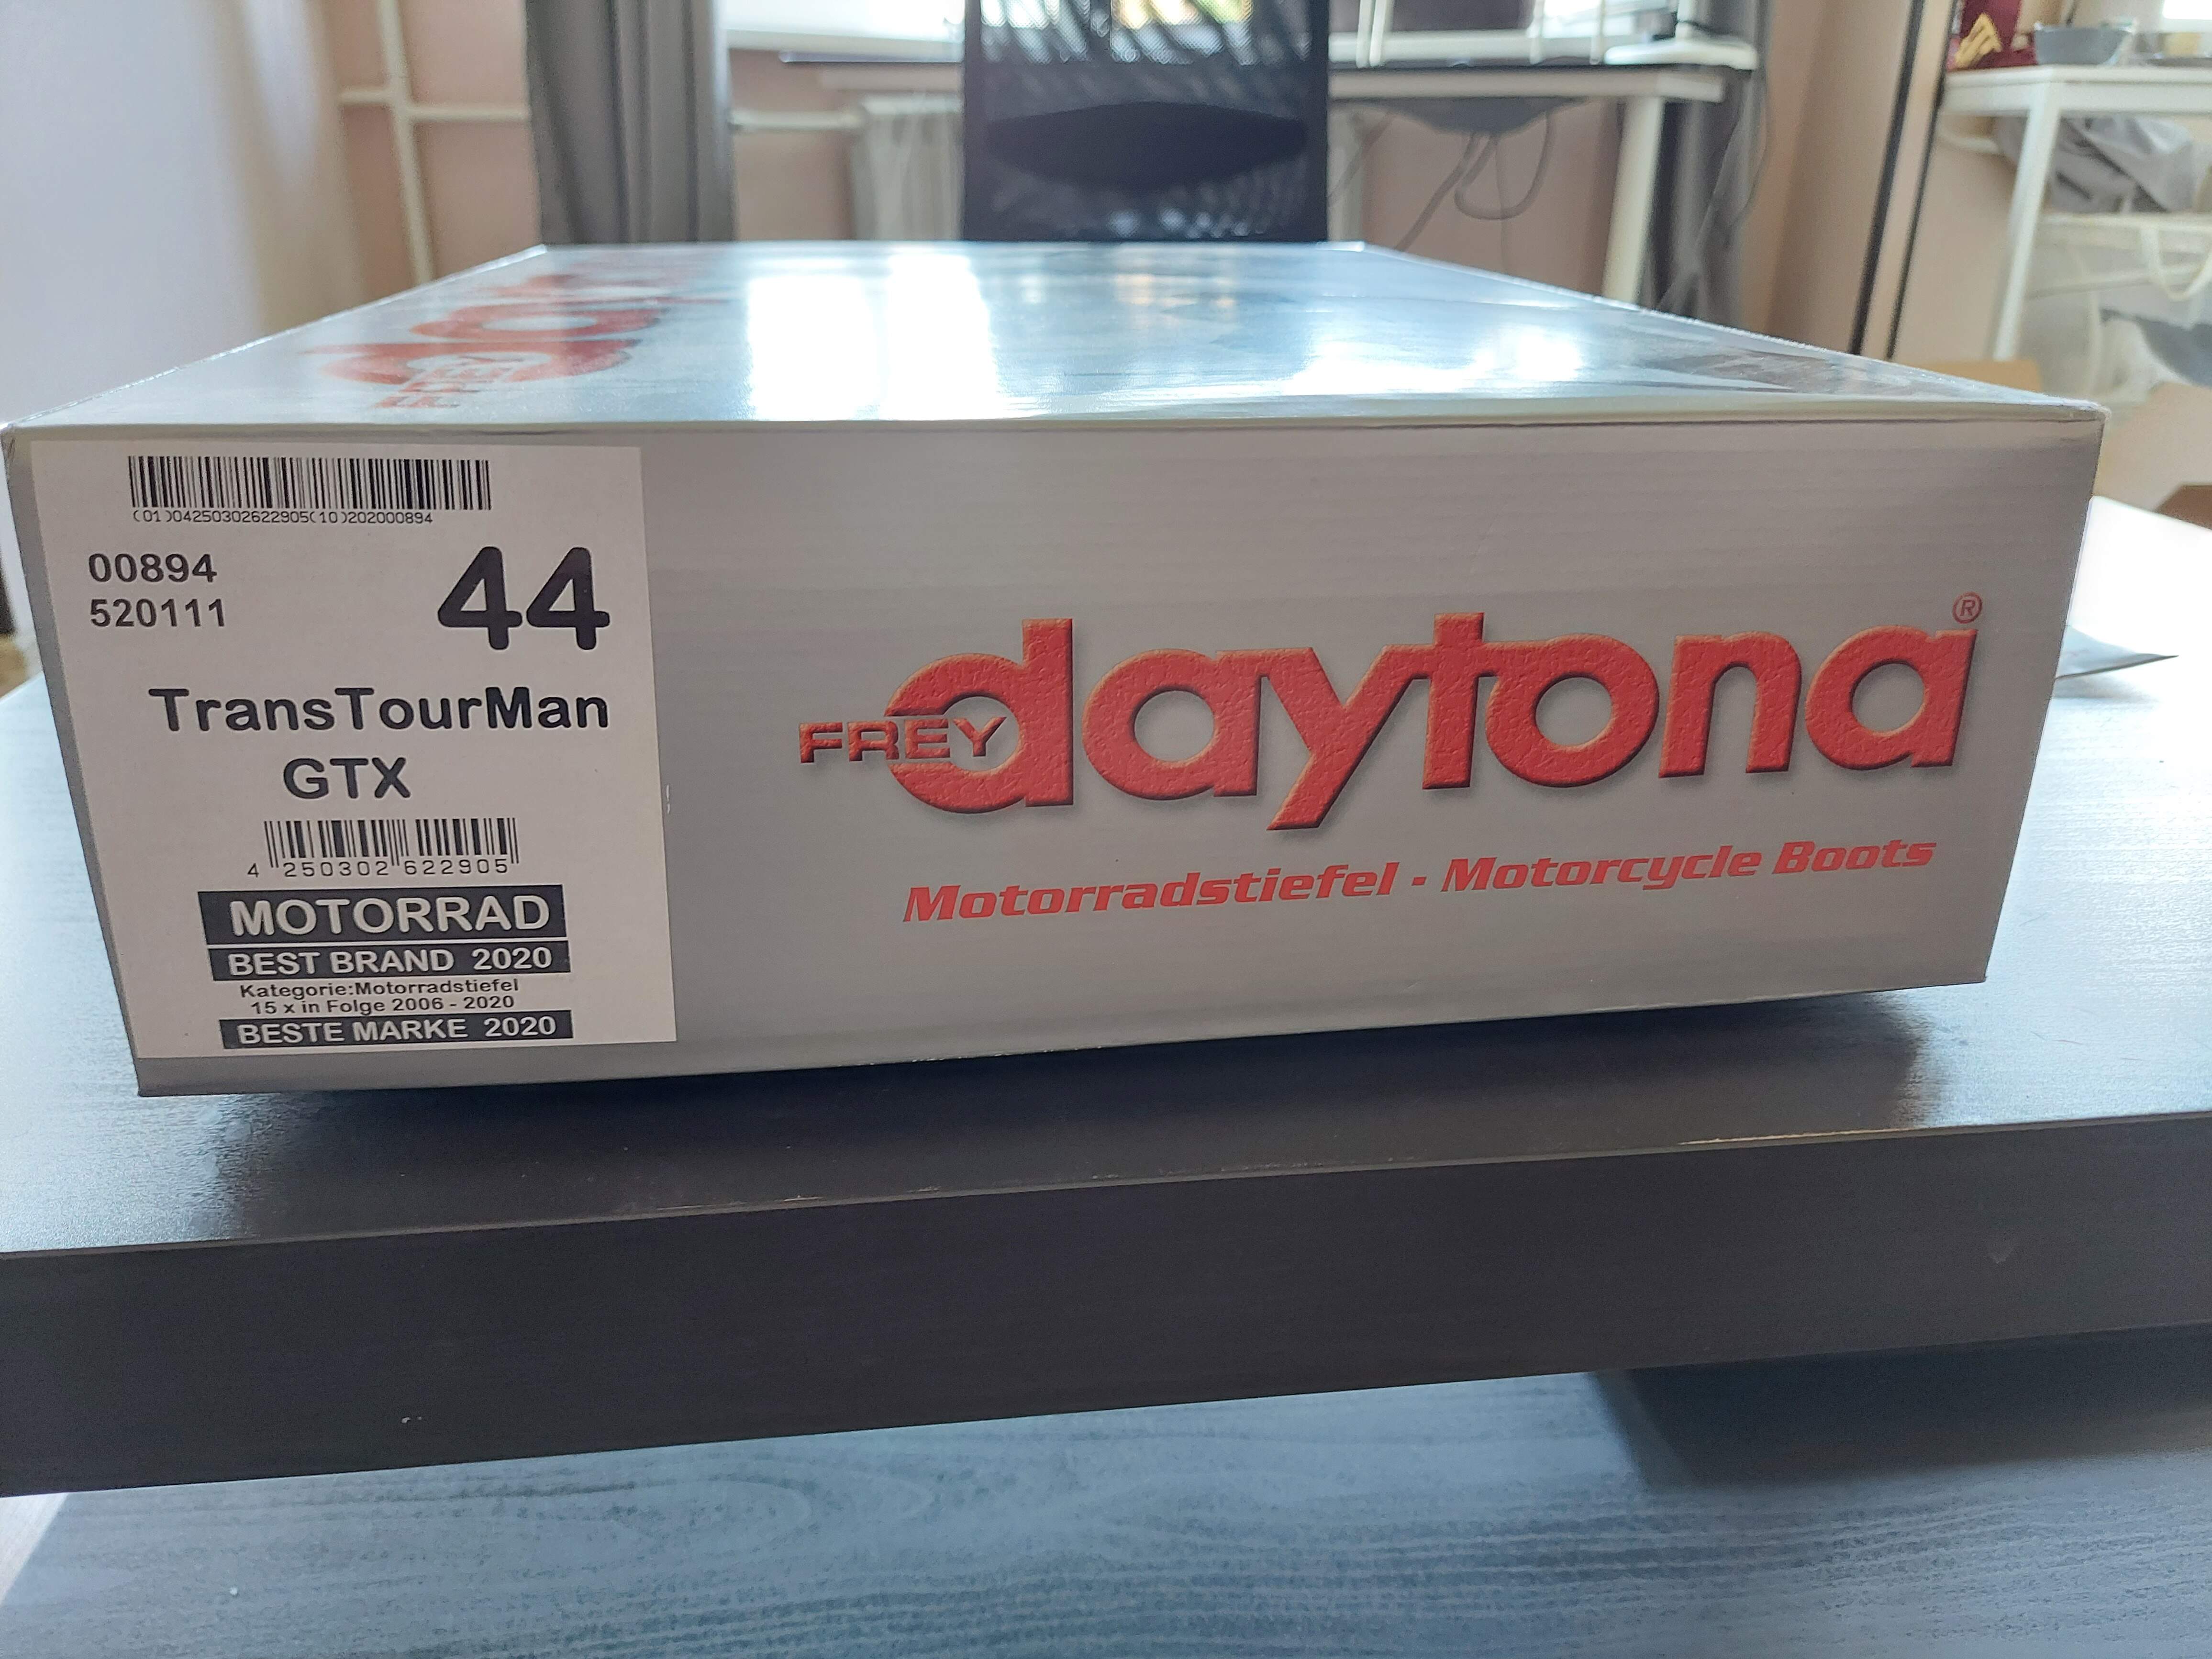 (01)04250302622905(10)202000894
00894
520111
44
TransTourMan
GTX
4 250302 622905
MOTORRAD
BEST BRAND 2020
Kategorie:Motorradstiefel
15 x in Folge 2006 - 2020
BESTE MARKE 2020
FREY daytona®
Motorradstiefel · Motorcycle Boots
FREY